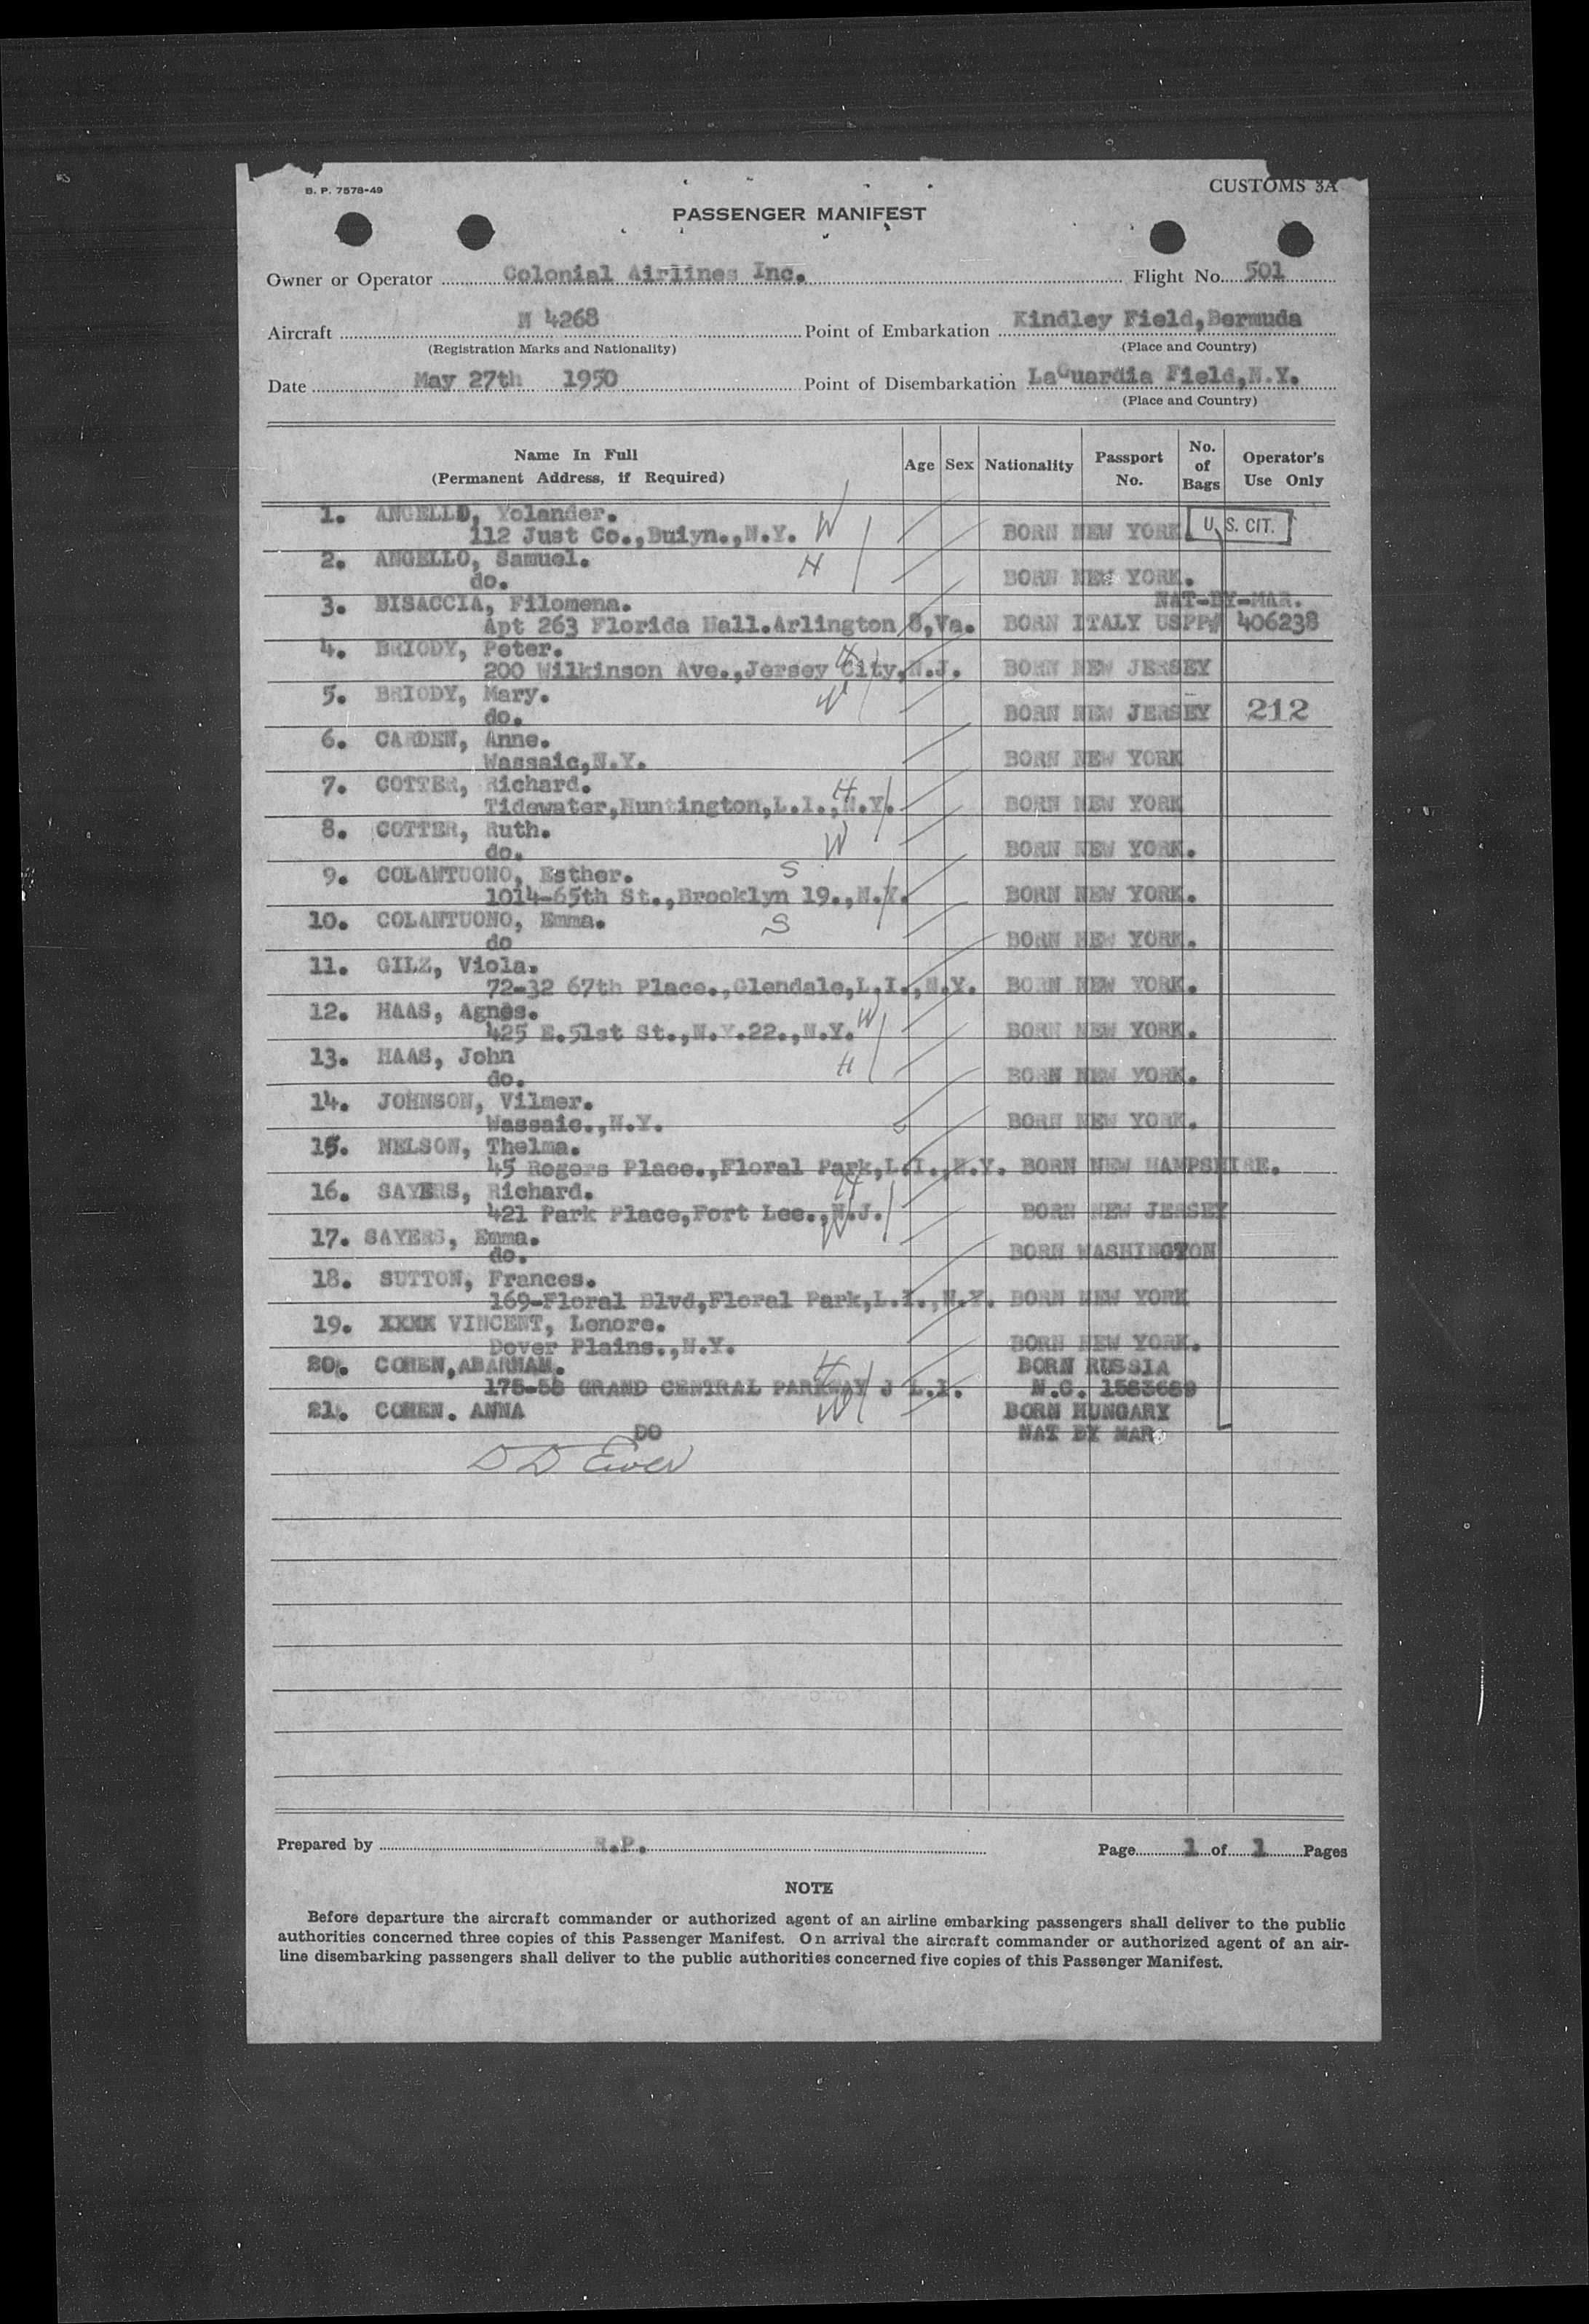 B. P. 7578-49
CUSTOMS 3A
PASSENGER MANIFEST
Owner or Operator Colonial Airlines Inc. Flight No. 501
Aircraft N 4268 Point of Embarkation Kindley Field,Bermuda
(Registration Marks and Nationality) (Place and Country)
Date May 27th 1950 Point of Disembarkation LaGuardia Field,N.Y.
(Place and Country)
Name In Full (Permanent Address, if Required) Age Sex Nationality Passport No. No. of Bags Operator's Use Only
1. ANGELLO, Yolander.
112 Just Co.,Buiyn.,N.Y. W BORN NEW YORK U.S. CIT.
2. ANGELLO, Samuel. H
do. BORN NEW YORK.
3. BISACCIA, Filomena. NAT-BY-MAR.
Apt 263 Florida Hall.Arlington 8,Va. BORN ITALY USPP# 406238
4. BRIODY, Peter. H
200 Wilkinson Ave.,Jersey City,N.J. BORN NEW JERSEY
5. BRIODY, Mary. W
do. BORN NEW JERSEY 212
6. CARDEN, Anne.
Wassaic,N.Y. BORN NEW YORK
7. COTTER, Richard. H
Tidewater,Huntington,L.I.,N.Y. BORN NEW YORK
8. COTTER, Ruth. W
do. BORN NEW YORK.
9. COLANTUONO, Esther. S
1014-65th St.,Brooklyn 19.,N.Y. BORN NEW YORK.
10. COLANTUONO, Emma. S
do BORN NEW YORK.
11. GILZ, Viola.
72-32 67th Place.,Glendale,L.I.,N.Y. BORN NEW YORK.
12. HAAS, Agnes. W
425 E.51st St.,N.Y.22.,N.Y. BORN NEW YORK.
13. HAAS, John H
do. BORN NEW YORK.
14. JOHNSON, Vilmer.
Wassaic.,N.Y. BORN NEW YORK.
15. NELSON, Thelma.
45 Rogers Place.,Floral Park,L.I.,N.Y. BORN NEW HAMPSHIRE.
16. SAYERS, Richard. H
421 Park Place,Fort Lee.,N.J. BORN NEW JERSEY
17. SAYERS, Emma. W
do. BORN WASHINGTON
18. SUTTON, Frances.
169-Floral Blvd,Floral Park,L.I.,N.Y. BORN NEW YORK
19. XXXX VINCENT, Lenore.
Dover Plains.,N.Y. BORN NEW YORK.
20. COHEN,ABARHAM. H BORN RUSSIA
175-58 GRAND CENTRAL PARKWAY J L.I. N.C. 1583689
21. COHEN. ANNA W BORN HUNGARY
DO NAT BY MAR.
D D
Prepared by R.P. Page 1 of 1 Pages
NOTE
Before departure the aircraft commander or authorized agent of an airline embarking passengers shall deliver to the public
authorities concerned three copies of this Passenger Manifest. On arrival the aircraft commander or authorized agent of an air-
line disembarking passengers shall deliver to the public authorities concerned five copies of this Passenger Manifest.